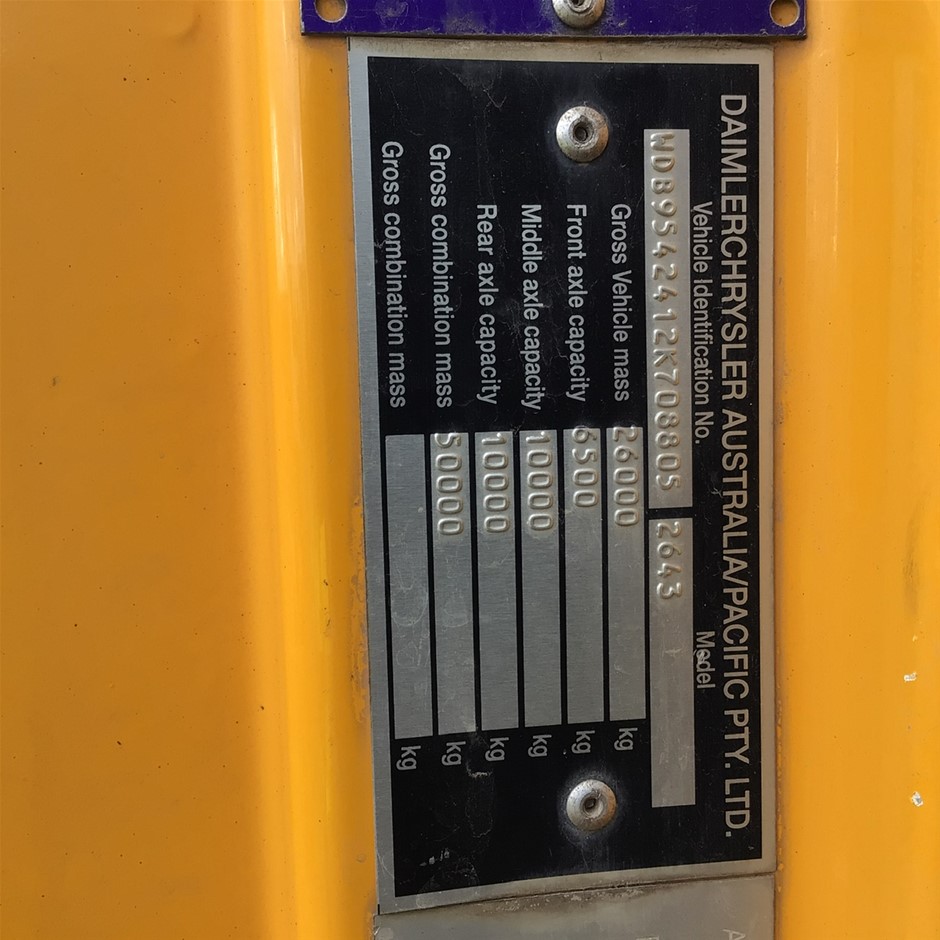 DAIMLERCHRYSLER AUSTRALIA/PACIFIC PTY. LTD.
Vehicle Identification No. Model
WDB9542412K708805 2643
Gross Vehicle mass 26000 kg
Front axle capacity 6500 kg
Middle axle capacity 10000 kg
Rear axle capacity 10000 kg
Gross combination mass 50000 kg
Gross combination mass kg